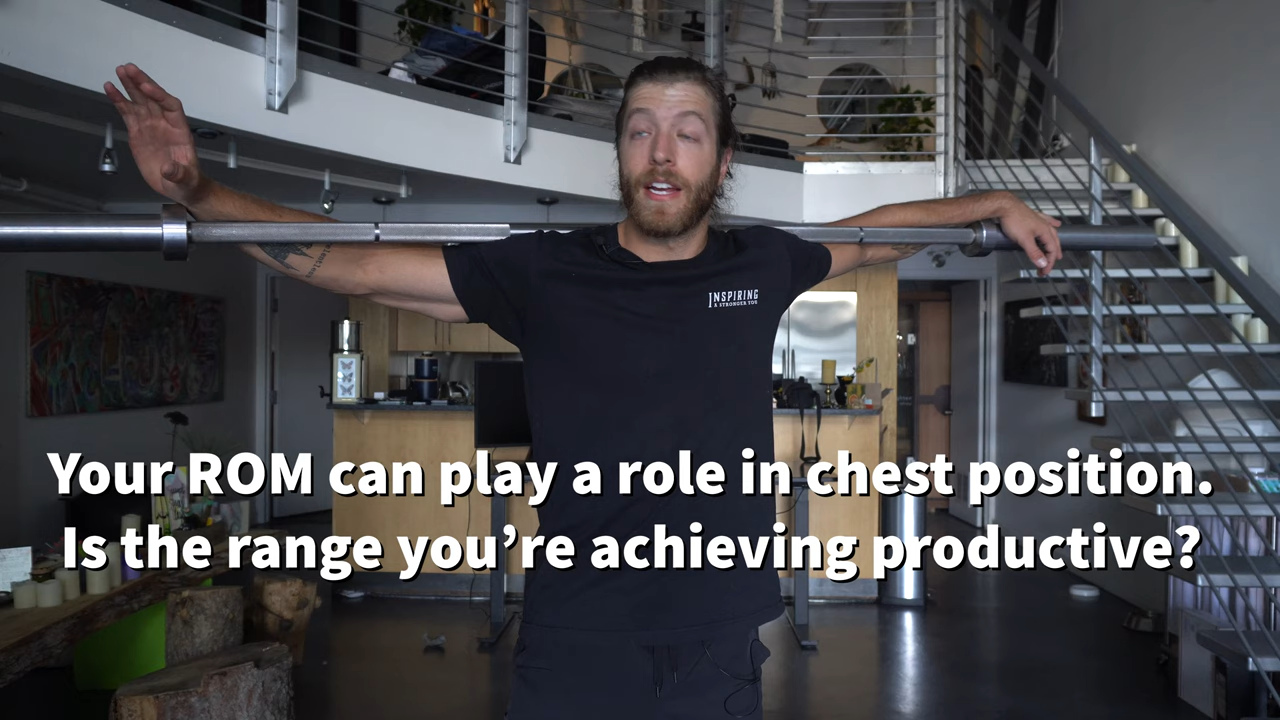 INSPIRING
A STRONGER YOU
Your ROM can play a role in chest position.
Is the range you’re achieving productive?